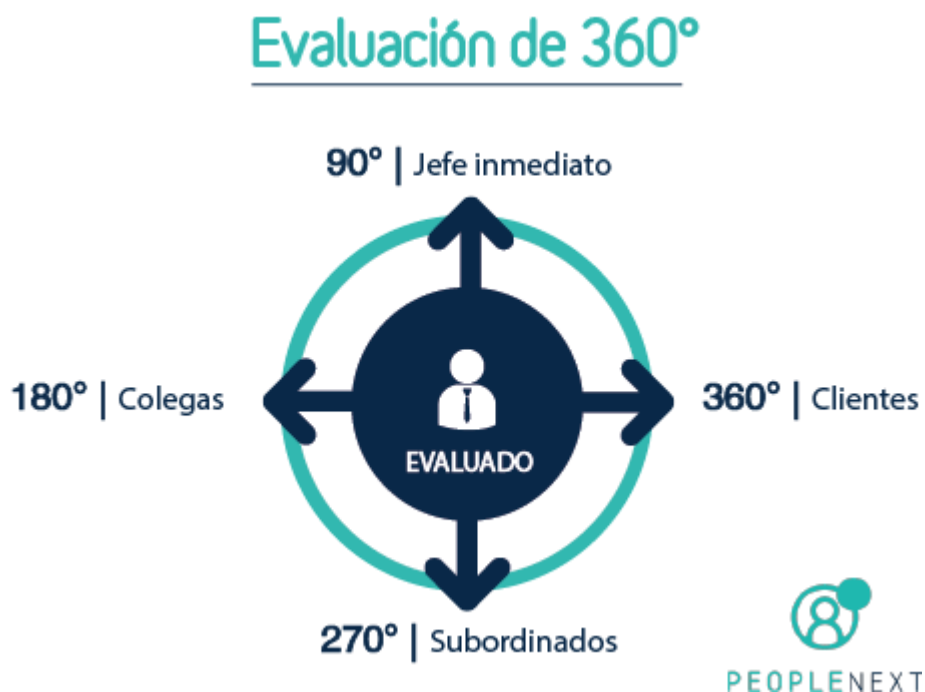 Evaluación de 360°
90° | Jefe inmediato
180° | Colegas
360° | Clientes
EVALUADO
270° | Subordinados
PEOPLENEXT